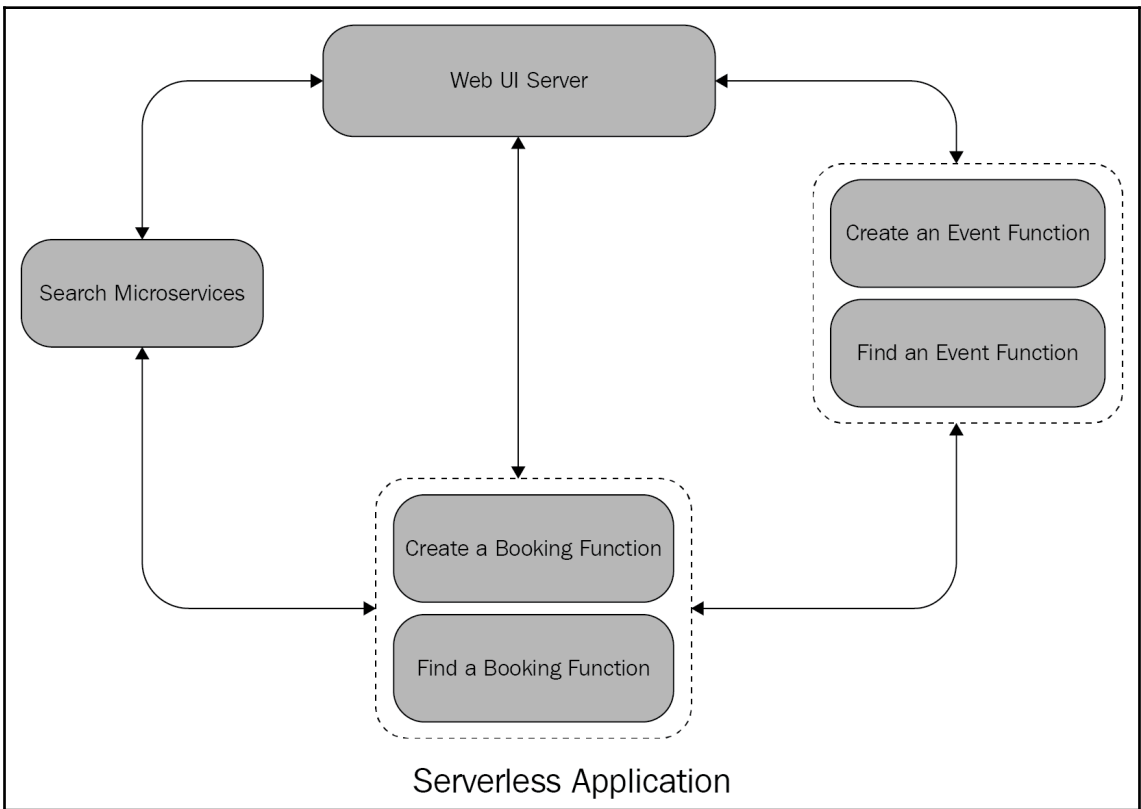 Web UI Server
Create an Event Function
Search Microservices
Find an Event Function
Create a Booking Function
Find a Booking Function
Serverless Application